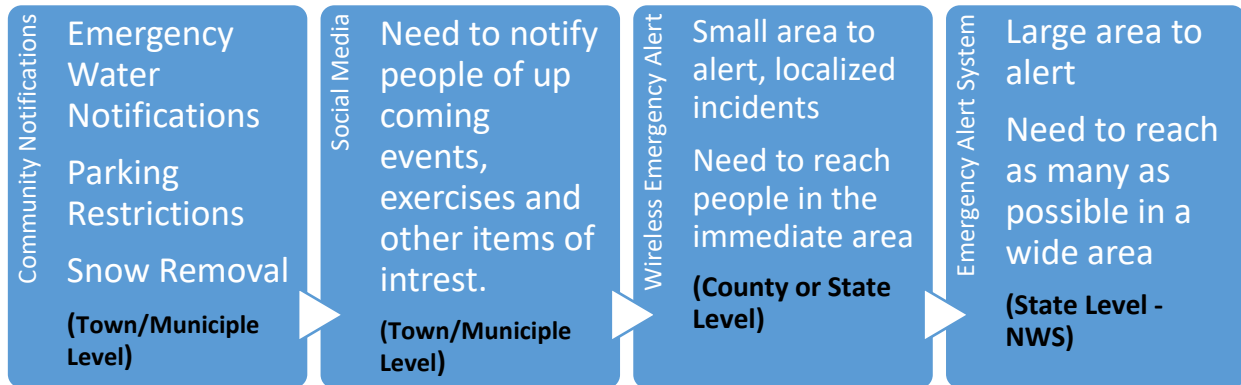 Community Notifications
Emergency
Water
Notifications
Parking
Restrictions
Snow Removal
(Town/Municiple
Level)
Social Media
Need to notify
people of up
coming
events,
exercises and
other items of
intrest.
(Town/Municiple
Level)
Wireless Emergency Alert
Small area to
alert, localized
incidents
Need to reach
people in the
immediate area
(County or State
Level)
Emergency Alert System
Large area to
alert
Need to reach
as many as
possible in a
wide area
(State Level -
NWS)